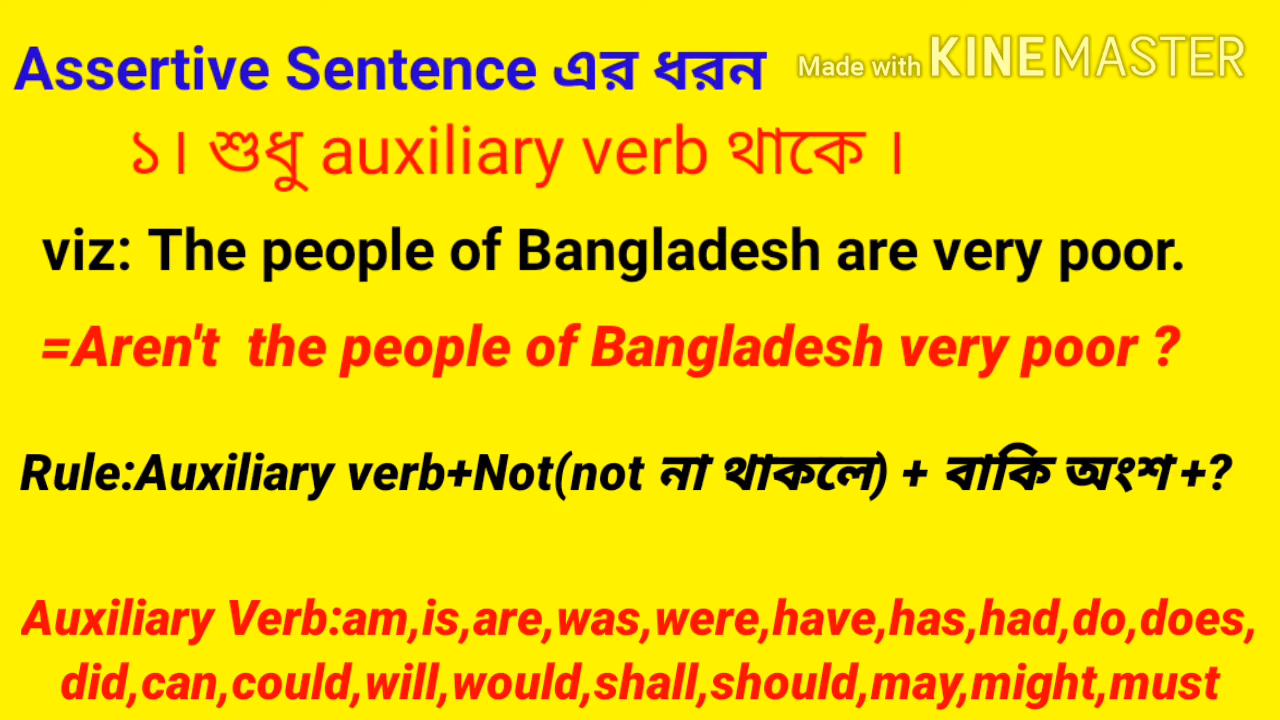 Assertive Sentence এর ধরন
Made with KINEMASTER
১। শুধু auxiliary verb থাকে ।
viz: The people of Bangladesh are very poor.
=Aren't the people of Bangladesh very poor ?
Rule:Auxiliary verb+Not(not না থাকলে) + বাকি অংশ +?
Auxiliary Verb:am,is,are,was,were,have,has,had,do,does,
did,can,could,will,would,shall,should,may,might,must